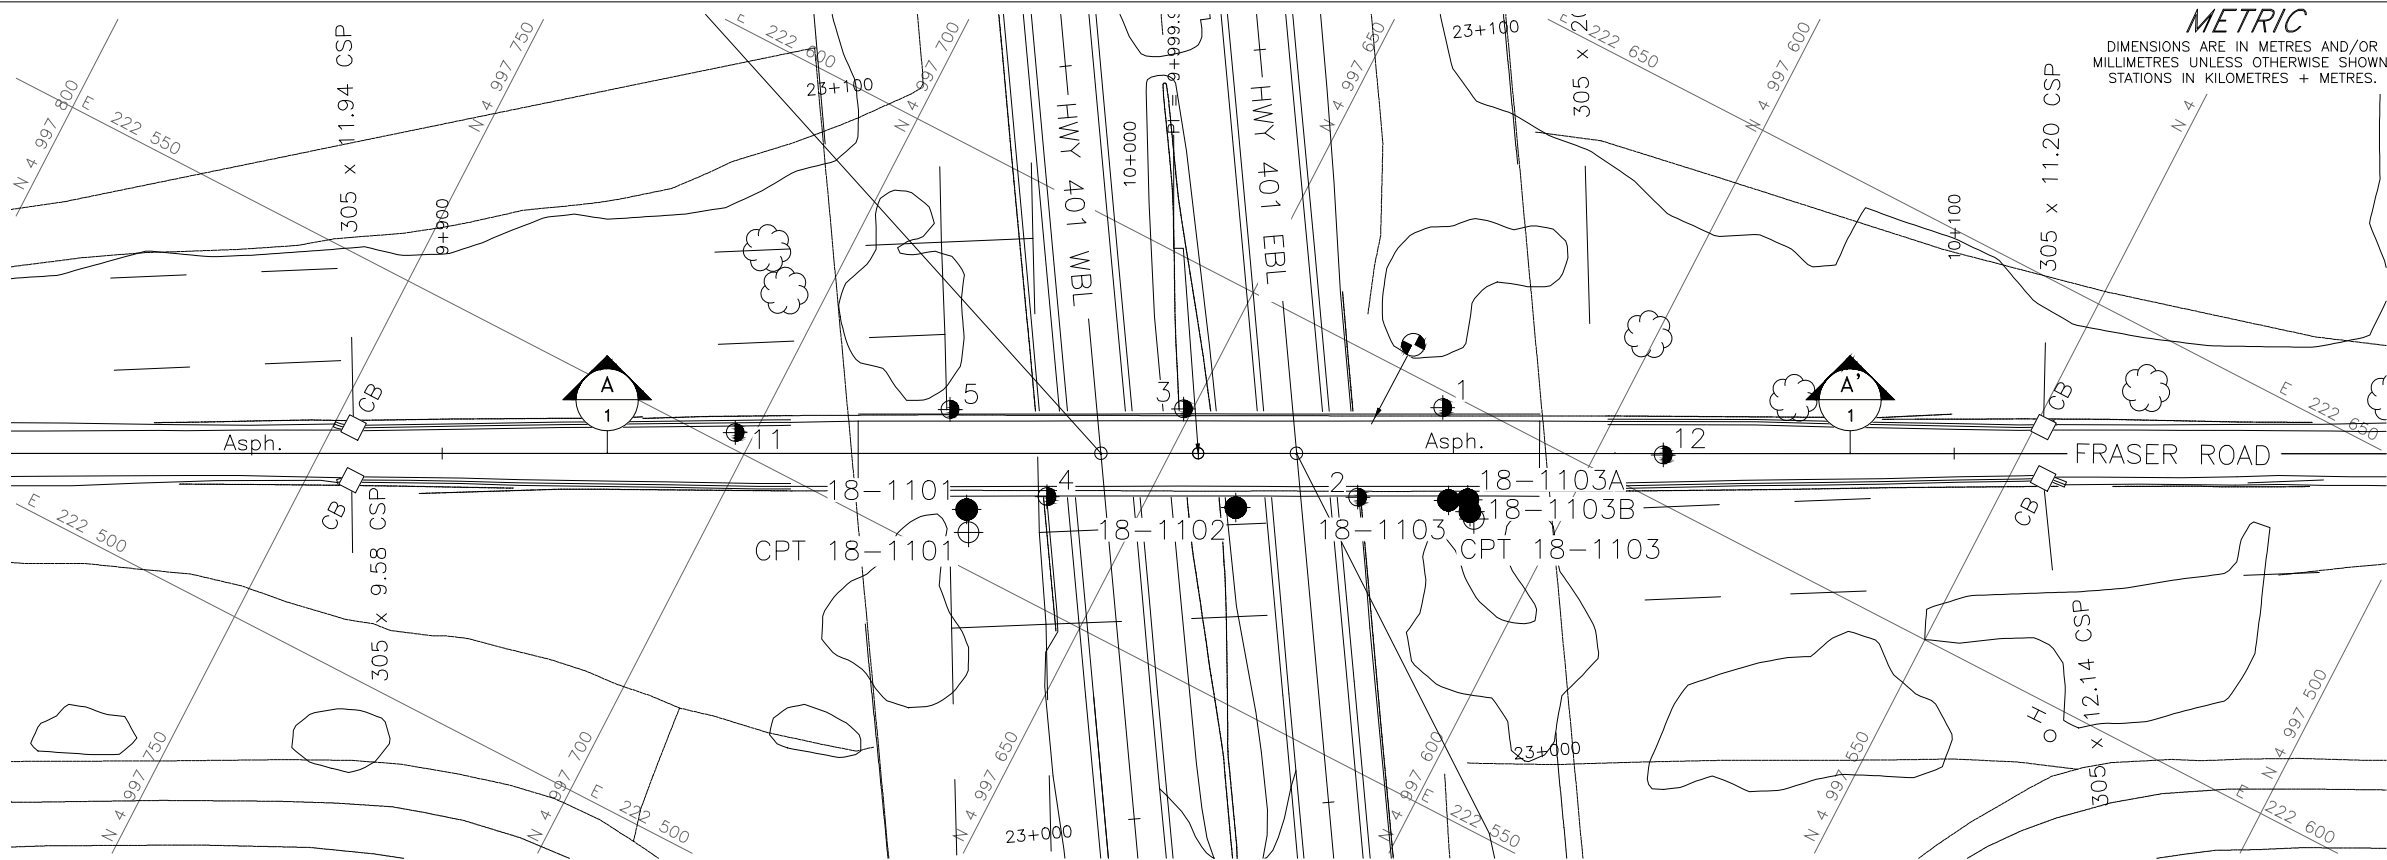 METRIC
DIMENSIONS ARE IN METRES AND/OR
MILLIMETRES UNLESS OTHERWISE SHOWN
STATIONS IN KILOMETRES + METRES.
N 4 997 800
E 222 550
305 x 11.94 CSP
N 4 997 750
E 222 600
23+100
N 4 997 700
HWY 401 WBL
10+000
PI = 9+999.9
HWY 401 EBL
N 4 997 650
23+100
305 x 20
E 222 650
N 4 997 600
305 x 11.20 CSP
N 4
9+900
10+100
E 222 650
CB
A
1
5
3
1
A'
1
CB
Asph.
11
Asph.
12
FRASER ROAD
CB
18-1101
4
2
18-1103A
18-1103B
CB
18-1102
18-1103
CPT 18-1101
CPT 18-1103
E 222 500
305 x 9.58 CSP
305 x 12.14 CSP
H
N 4 997 750
N 4 997 700
E 222 500
N 4 997 650
23+000
N 4 997 600
E 222 550
23+000
N 4 997 550
N 4 997 500
E 222 600